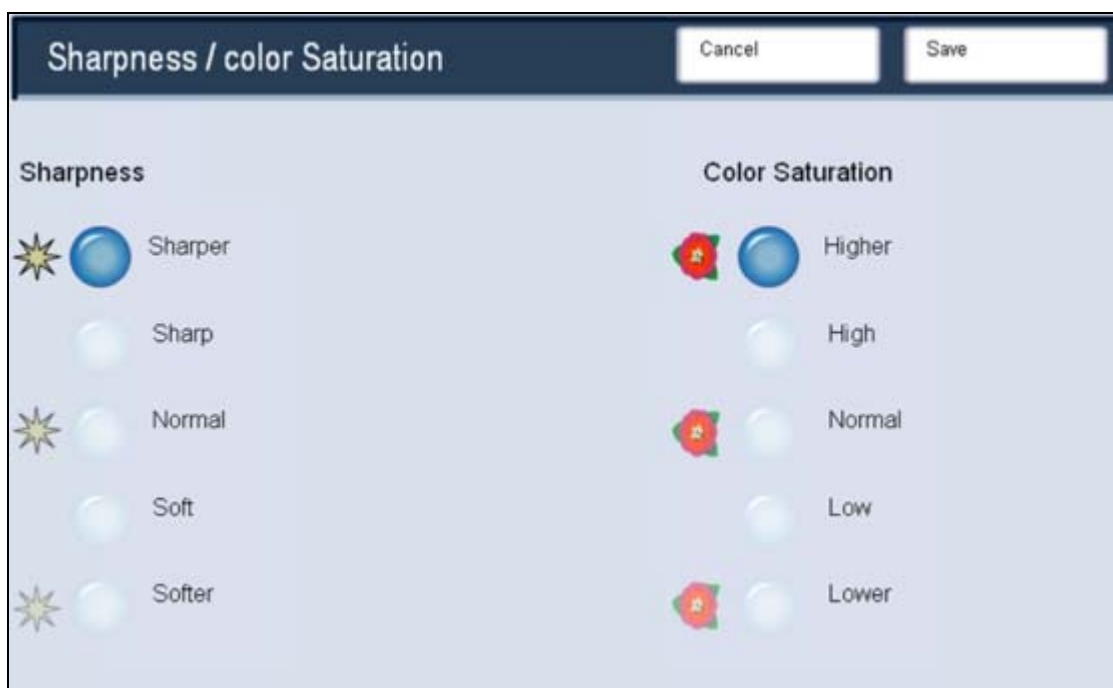 Sharpness / color Saturation
Cancel
Save
Sharpness
Sharper
Sharp
Normal
Soft
Softer
Color Saturation
Higher
High
Normal
Low
Lower